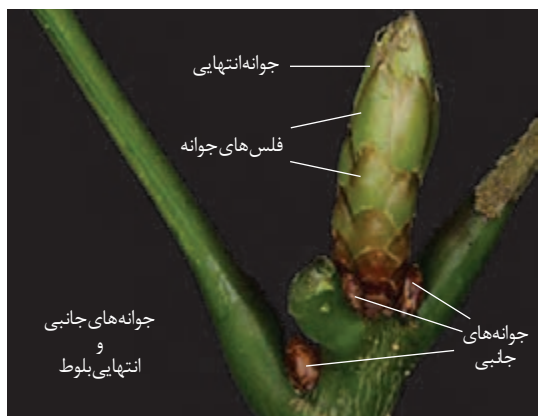 جوانه‌انتهایی
فلس‌های جوانه
جوانه‌های
جانبی
جوانه‌های جانبی
و
انتهایی بلوط